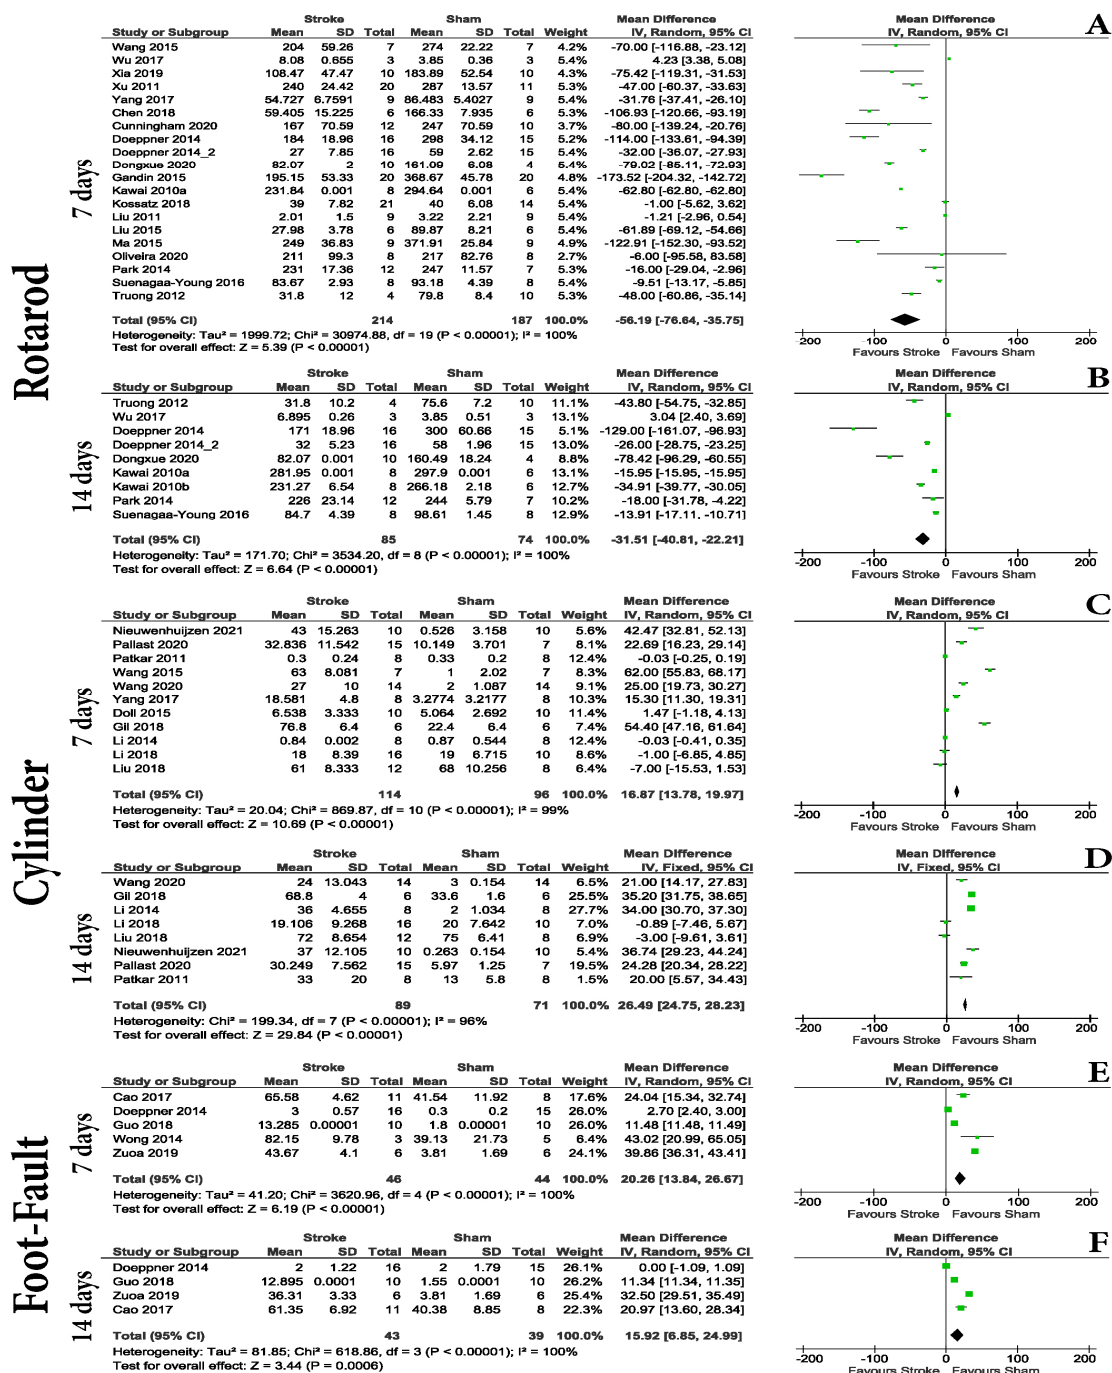 Rotarod
7 days
A
Stroke Sham Mean Difference Mean Difference
Study or Subgroup Mean SD Total Mean SD Total Weight IV, Random, 95% CI IV, Random, 95% CI
Wang 2015 204 59.26 7 274 22.22 7 4.2% -70.00 [-116.88, -23.12]
Wu 2017 8.08 0.655 3 3.85 0.36 3 5.4% 4.23 [3.38, 5.08]
Xia 2019 108.47 47.47 10 183.89 52.54 10 4.3% -75.42 [-119.31, -31.53]
Xu 2011 240 24.42 20 287 13.57 11 5.4% -47.00 [-60.37, -33.63]
Yang 2017 54.727 6.7591 9 86.483 5.4027 9 5.4% -31.76 [-37.41, -26.10]
Chen 2018 59.405 15.225 6 166.33 7.935 6 5.4% -106.93 [-120.66, -93.19]
Cunningham 2020 167 70.59 12 247 70.59 10 5.4% -80.00 [-139.24, -20.76]
Doeppner 2014 184 18.96 16 298 34.12 15 5.4% -114.00 [-133.61, -94.39]
Doeppner 2014_2 27 7.85 16 59 2.62 15 5.4% -32.00 [-36.07, -27.93]
Dongxue 2020 82.07 2 10 161.09 6.08 4 5.4% -79.02 [-85.11, -72.93]
Gandin 2015 195.15 53.33 20 368.67 45.78 20 4.8% -173.52 [-204.32, -142.72]
Kawai 2010a 231.84 0.001 8 294.64 0.001 6 5.4% -62.80 [-62.80, -62.80]
Kossatz 2018 39 7.82 21 40 6.08 14 5.4% -1.00 [-5.62, 3.62]
Liu 2011 2.01 1.5 9 3.22 2.21 9 5.4% -1.21 [-2.96, 0.54]
Liu 2015 27.98 3.78 6 89.87 8.21 6 5.4% -61.89 [-69.12, -54.66]
Ma 2015 249 36.83 9 371.91 25.84 9 4.9% -122.91 [-152.30, -93.52]
Oliveira 2020 211 99.3 8 217 82.76 8 2.7% -6.00 [-95.58, 83.58]
Park 2014 231 17.36 12 247 11.57 7 5.4% -16.00 [-29.04, -2.96]
Suenagaa-Young 2016 83.67 2.93 8 93.18 4.39 8 5.4% -9.51 [-13.17, -5.85]
Truong 2012 31.8 12 4 79.8 8.4 10 5.3% -48.00 [-60.86, -35.14]
Total (95% CI) 214 187 100.0% -56.19 [-76.64, -35.75]
Heterogeneity: Tau² = 1999.72; Chi² = 30974.88, df = 19 (P < 0.00001); I² = 100%
Test for overall effect: Z = 5.39 (P < 0.00001)
-200 -100 0 100 200
Favours Stroke Favours Sham
14 days
B
Stroke Sham Mean Difference Mean Difference
Study or Subgroup Mean SD Total Mean SD Total Weight IV, Random, 95% CI IV, Random, 95% CI
Truong 2012 31.8 10.2 4 75.6 7.2 10 11.1% -43.80 [-54.75, -32.85]
Wu 2017 6.895 0.26 3 3.85 0.51 3 13.1% 3.04 [2.40, 3.69]
Doeppner 2014 171 18.96 16 300 60.66 15 5.1% -129.00 [-161.07, -96.93]
Doeppner 2014_2 32 5.23 16 58 1.96 15 13.0% -26.00 [-28.75, -23.25]
Dongxue 2020 82.07 0.001 10 160.49 18.24 4 8.8% -78.42 [-96.29, -60.55]
Kawai 2010a 281.95 0.001 8 297.9 0.001 6 13.1% -15.95 [-15.95, -15.95]
Kawai 2010b 231.27 6.54 8 266.18 2.18 6 12.7% -34.91 [-39.77, -30.05]
Park 2014 226 23.14 12 244 5.79 7 10.2% -18.00 [-31.78, -4.22]
Suenagaa-Young 2016 84.7 4.39 8 98.61 1.45 8 12.9% -13.91 [-17.11, -10.71]
Total (95% CI) 85 74 100.0% -31.51 [-40.81, -22.21]
Heterogeneity: Tau² = 171.70; Chi² = 3534.20, df = 8 (P < 0.00001); I² = 100%
Test for overall effect: Z = 6.64 (P < 0.00001)
-200 -100 0 100 200
Favours Stroke Favours Sham
Cylinder
7 days
C
Stroke Sham Mean Difference Mean Difference
Study or Subgroup Mean SD Total Mean SD Total Weight IV, Random, 95% CI IV, Random, 95% CI
Nieuwenhuijzen 2021 43 15.263 10 0.526 3.158 10 5.6% 42.47 [32.81, 52.13]
Pallast 2020 32.836 11.542 15 10.149 3.701 7 8.1% 22.69 [16.23, 29.14]
Patkar 2011 0.3 0.24 8 0.33 0.2 8 12.4% -0.03 [-0.25, 0.19]
Wang 2015 63 8.081 7 1 2.02 7 8.3% 62.00 [55.83, 68.17]
Wang 2020 27 10 14 2 1.087 14 9.1% 25.00 [19.73, 30.27]
Yang 2017 18.581 4.8 8 3.2774 3.2177 8 10.3% 15.30 [11.30, 19.31]
Doll 2015 6.538 3.333 10 5.064 2.692 10 11.4% 1.47 [-1.18, 4.13]
Gil 2018 76.8 6.4 6 22.4 6.4 6 7.5% 54.40 [47.16, 61.64]
Li 2014 0.84 0.002 8 0.87 0.544 8 12.4% -0.03 [-0.41, 0.35]
Li 2018 18 8.39 16 19 6.715 10 8.6% -1.00 [-6.85, 4.85]
Liu 2018 61 8.333 12 68 10.256 8 6.4% -7.00 [-15.53, 1.53]
Total (95% CI) 114 96 100.0% 16.87 [13.78, 19.97]
Heterogeneity: Tau² = 20.04; Chi² = 869.87, df = 10 (P < 0.00001); I² = 99%
Test for overall effect: Z = 10.69 (P < 0.00001)
-200 -100 0 100 200
Favours Stroke Favours Sham
14 days
D
Stroke Sham Mean Difference Mean Difference
Study or Subgroup Mean SD Total Mean SD Total Weight IV, Fixed, 95% CI IV, Fixed, 95% CI
Wang 2020 24 13.043 14 3 0.154 14 6.5% 21.00 [14.17, 27.83]
Gil 2018 68.8 4 6 33.6 1.6 6 25.5% 35.20 [31.75, 38.65]
Li 2014 36 4.655 8 2 1.034 8 27.7% 34.00 [30.70, 37.30]
Li 2018 19.106 9.268 16 20 7.642 10 7.0% -0.89 [-7.46, 5.67]
Liu 2018 72 8.654 12 75 6.41 8 6.9% -3.00 [-9.61, 3.61]
Nieuwenhuijzen 2021 37 12.105 10 0.263 0.154 10 5.4% 36.74 [29.23, 44.24]
Pallast 2020 30.249 7.562 15 5.97 1.25 7 19.5% 24.28 [20.34, 28.22]
Patkar 2011 33 20 8 13 5.8 8 1.5% 20.00 [5.57, 34.43]
Total (95% CI) 89 71 100.0% 26.49 [24.75, 28.23]
Heterogeneity: Chi² = 199.34, df = 7 (P < 0.00001); I² = 96%
Test for overall effect: Z = 29.84 (P < 0.00001)
-200 -100 0 100 200
Favours Stroke Favours Sham
Foot-Fault
7 days
E
Stroke Sham Mean Difference Mean Difference
Study or Subgroup Mean SD Total Mean SD Total Weight IV, Random, 95% CI IV, Random, 95% CI
Cao 2017 65.58 4.62 11 41.54 11.92 8 17.6% 24.04 [15.34, 32.74]
Doeppner 2014 3 0.57 16 0.3 0.2 15 26.0% 2.70 [2.40, 3.00]
Guo 2018 13.285 0.00001 10 1.8 0.00001 10 26.0% 11.48 [11.48, 11.49]
Wong 2014 82.15 9.78 3 39.13 21.73 5 6.4% 43.02 [20.99, 65.05]
Zuoa 2019 43.67 4.1 6 3.81 1.69 6 24.1% 39.86 [36.31, 43.41]
Total (95% CI) 46 44 100.0% 20.26 [13.84, 26.67]
Heterogeneity: Tau² = 41.20; Chi² = 3620.96, df = 4 (P < 0.00001); I² = 100%
Test for overall effect: Z = 6.19 (P < 0.00001)
-200 -100 0 100 200
Favours Stroke Favours Sham
14 days
F
Stroke Sham Mean Difference Mean Difference
Study or Subgroup Mean SD Total Mean SD Total Weight IV, Random, 95% CI IV, Random, 95% CI
Doeppner 2014 2 1.22 16 2 1.79 15 26.1% 0.00 [-1.09, 1.09]
Guo 2018 12.895 0.0001 10 1.55 0.0001 10 26.2% 11.34 [11.34, 11.35]
Zuoa 2019 36.31 3.33 6 3.81 1.69 6 25.4% 32.50 [29.51, 35.49]
Cao 2017 61.35 6.92 11 40.38 8.85 8 22.3% 20.97 [13.60, 28.34]
Total (95% CI) 43 39 100.0% 15.92 [6.85, 24.99]
Heterogeneity: Tau² = 81.85; Chi² = 618.86, df = 3 (P < 0.00001); I² = 100%
Test for overall effect: Z = 3.44 (P = 0.0006)
-200 -100 0 100 200
Favours Stroke Favours Sham